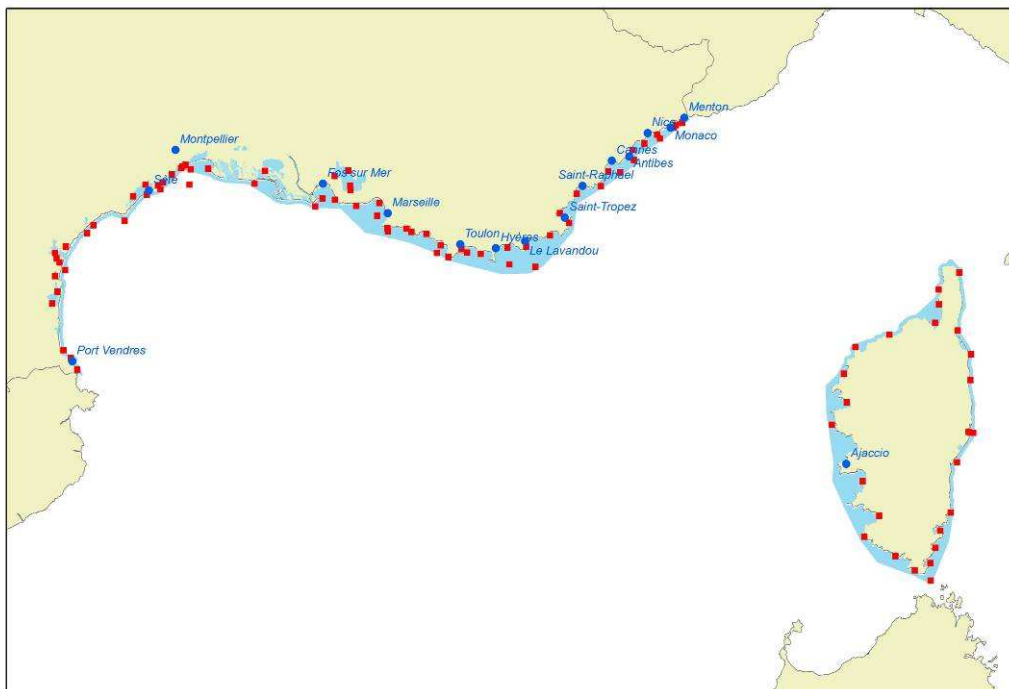 Menton
Nice
Monaco
Montpellier
Cannes
Antibes
Fos sur Mer
Saint-Raphael
Sète
Marseille
Saint-Tropez
Toulon
Hyères
Le Lavandou
Port Vendres
Ajaccio